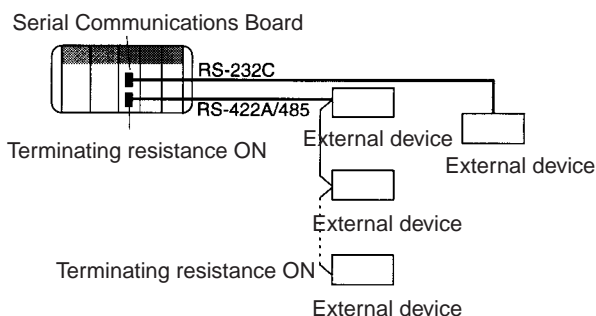 Serial Communications Board
RS-232C
RS-422A/485
External device
Terminating resistance ON
External device
External device
Terminating resistance ON
External device